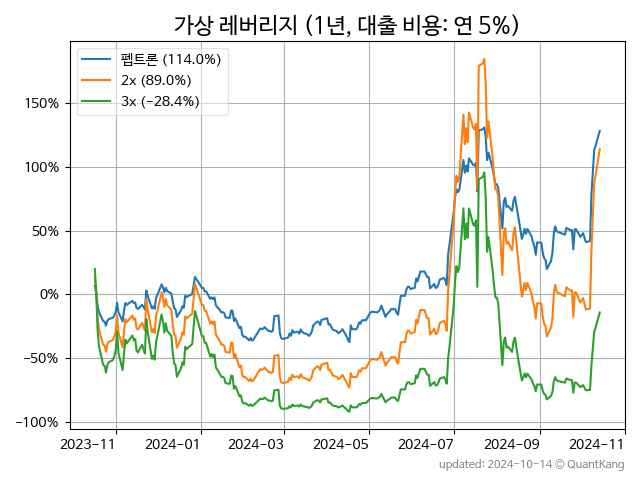 가상 레버리지 (1년, 대출 비용: 연 5%)
펩트론 (114.0%)
2x (89.0%)
3x (−28.4%)
150%
100%
50%
0%
−50%
−100%
2023-11
2024-01
2024-03
2024-05
2024-07
2024-09
2024-11
updated: 2024-10-14 © QuantKang